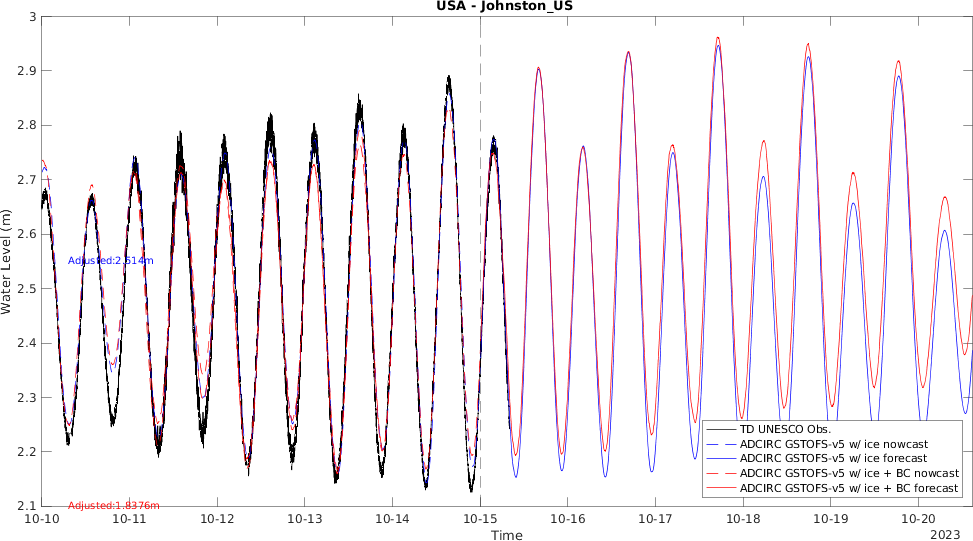 USA - Johnston_US
3
2.9
2.8
2.7
2.6
2.5
2.4
2.3
2.2
2.1
Water Level (m)
Adjusted:2.514m
Adjusted:1.8376m
TD UNESCO Obs.
ADCIRC GSTOFS-v5 w/ ice nowcast
ADCIRC GSTOFS-v5 w/ ice forecast
ADCIRC GSTOFS-v5 w/ ice + BC nowcast
ADCIRC GSTOFS-v5 w/ ice + BC forecast
10-10 10-11 10-12 10-13 10-14 10-15 10-16 10-17 10-18 10-19 10-20
Time
2023